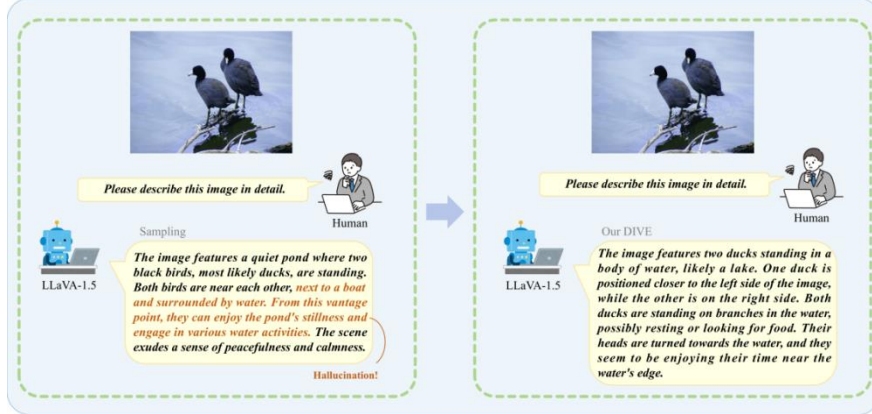 Please describe this image in detail.
Human
Sampling
LLaVA-1.5
The image features a quiet pond where two
black birds, most likely ducks, are standing.
Both birds are near each other, next to a boat
and surrounded by water. From this vantage
point, they can enjoy the pond's stillness and
engage in various water activities. The scene
exudes a sense of peacefulness and calmness.
Hallucination!
Please describe this image in detail.
Human
Our DIVE
LLaVA-1.5
The image features two ducks standing in a
body of water, likely a lake. One duck is
positioned closer to the left side of the image,
while the other is on the right side. Both
ducks are standing on branches in the water,
possibly resting or looking for food. Their
heads are turned towards the water, and they
seem to be enjoying their time near the
water's edge.